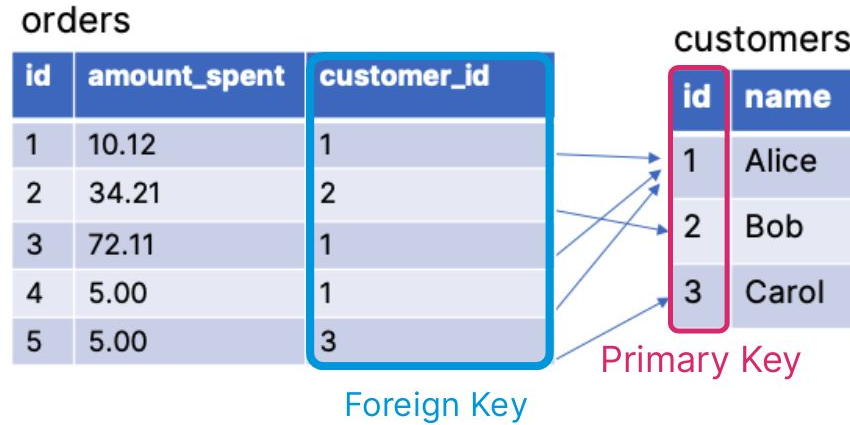 orders
id amount_spent customer_id
1 10.12 1
2 34.21 2
3 72.11 1
4 5.00 1
5 5.00 3
Foreign Key
customers
id name
1 Alice
2 Bob
3 Carol
Primary Key